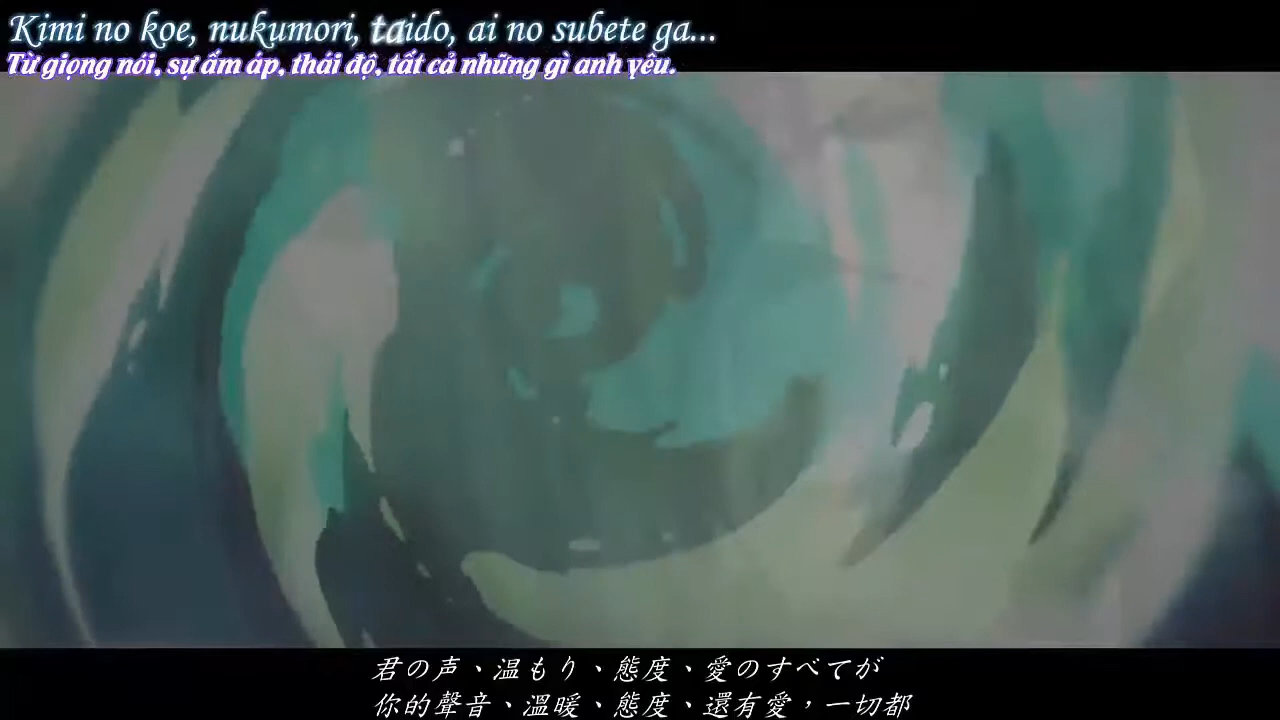 Kimi no koe, nukumori, taido, ai no subete ga...
Từ giọng nói, sự ấm áp, thái độ, tất cả những gì anh yêu.
君の声、温もり、態度、愛のすべてが
你的聲音、溫暖、態度、還有愛，一切都